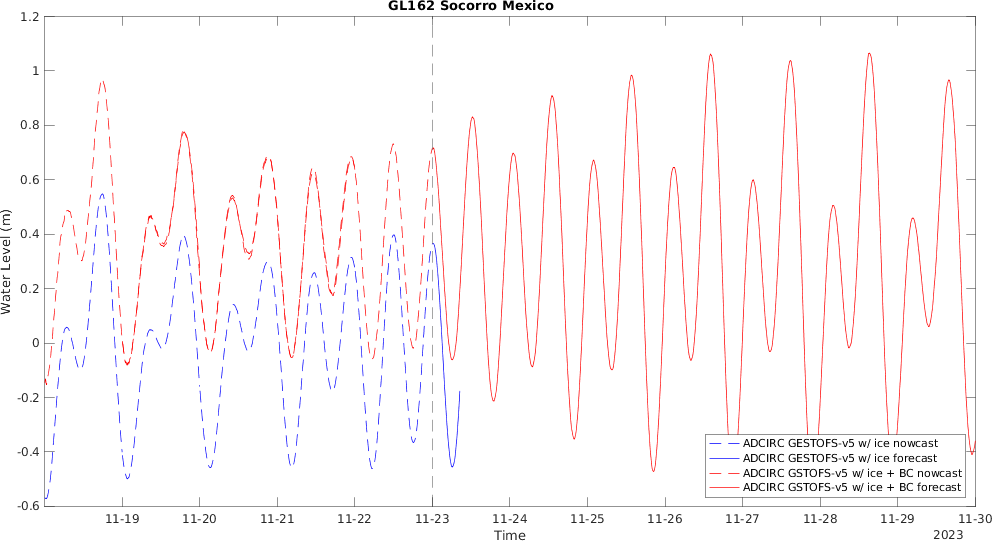 GL162 Socorro Mexico
1.2
1
0.8
0.6
0.4
0.2
0
-0.2
-0.4
-0.6
Water Level (m)
ADCIRC GESTOFS-v5 w/ ice nowcast
ADCIRC GESTOFS-v5 w/ ice forecast
ADCIRC GSTOFS-v5 w/ ice + BC nowcast
ADCIRC GSTOFS-v5 w/ ice + BC forecast
11-19 11-20 11-21 11-22 11-23 11-24 11-25 11-26 11-27 11-28 11-29 11-30
Time
2023